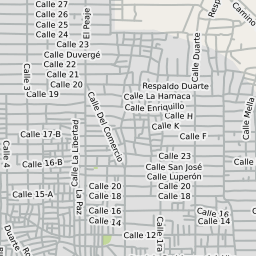 Calle 27
Calle 26
Calle 25
El Peaje
Camino
Calle 23
Calle Duarte
Calle Duvergé
Calle 22
Calle 21
Calle 20
Respaldo Duarte
Calle 3
Calle 19
Calle La Hamaca
Calle Enriquillo
Calle H
Calle K
Calle Mella
Calle F
Calle 17-B
Calle La Libertad
Calle Del Comercio
Calle 4
Calle 16-B
Calle 23
Calle San José
Calle Luperón
Calle 20
Calle 18
Calle 20
Calle 18
Calle 15-A
La Paz
Calle 16
Calle 14
Calle 16
Calle 14
Calle 12
Calle 1ra